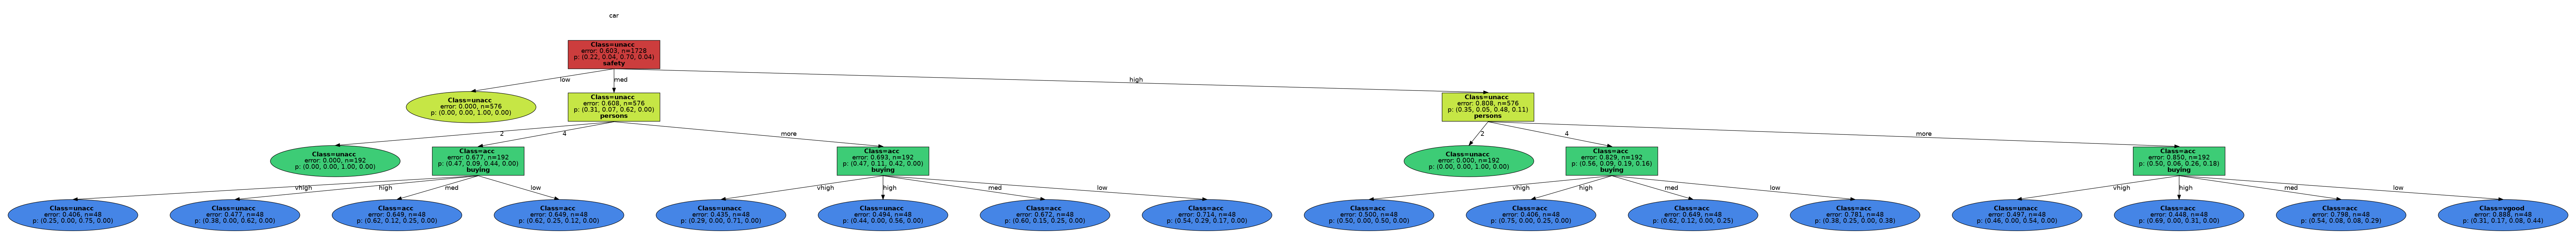 car
Class=unacc
error: 0.603, n=1728
p: (0.22, 0.04, 0.70, 0.04)
safety
low
med
high
Class=unacc
error: 0.000, n=576
p: (0.00, 0.00, 1.00, 0.00)
Class=unacc
error: 0.608, n=576
p: (0.31, 0.07, 0.62, 0.00)
persons
Class=unacc
error: 0.808, n=576
p: (0.35, 0.05, 0.48, 0.11)
persons
2
4
more
2
4
more
Class=unacc
error: 0.000, n=192
p: (0.00, 0.00, 1.00, 0.00)
Class=acc
error: 0.677, n=192
p: (0.47, 0.09, 0.44, 0.00)
buying
Class=acc
error: 0.693, n=192
p: (0.47, 0.11, 0.42, 0.00)
buying
Class=unacc
error: 0.000, n=192
p: (0.00, 0.00, 1.00, 0.00)
Class=acc
error: 0.829, n=192
p: (0.56, 0.09, 0.19, 0.16)
buying
Class=acc
error: 0.850, n=192
p: (0.50, 0.06, 0.26, 0.18)
buying
vhigh
high
med
low
vhigh
high
med
low
vhigh
high
med
low
vhigh
high
med
low
Class=unacc
error: 0.406, n=48
p: (0.25, 0.00, 0.75, 0.00)
Class=unacc
error: 0.477, n=48
p: (0.38, 0.00, 0.62, 0.00)
Class=acc
error: 0.649, n=48
p: (0.62, 0.12, 0.25, 0.00)
Class=acc
error: 0.649, n=48
p: (0.62, 0.25, 0.12, 0.00)
Class=unacc
error: 0.435, n=48
p: (0.29, 0.00, 0.71, 0.00)
Class=unacc
error: 0.494, n=48
p: (0.44, 0.00, 0.56, 0.00)
Class=acc
error: 0.672, n=48
p: (0.60, 0.15, 0.25, 0.00)
Class=acc
error: 0.714, n=48
p: (0.54, 0.29, 0.17, 0.00)
Class=acc
error: 0.500, n=48
p: (0.50, 0.00, 0.50, 0.00)
Class=acc
error: 0.406, n=48
p: (0.75, 0.00, 0.25, 0.00)
Class=acc
error: 0.649, n=48
p: (0.62, 0.12, 0.00, 0.25)
Class=acc
error: 0.781, n=48
p: (0.38, 0.25, 0.00, 0.38)
Class=unacc
error: 0.497, n=48
p: (0.46, 0.00, 0.54, 0.00)
Class=acc
error: 0.448, n=48
p: (0.69, 0.00, 0.31, 0.00)
Class=acc
error: 0.798, n=48
p: (0.54, 0.08, 0.08, 0.29)
Class=vgood
error: 0.888, n=48
p: (0.31, 0.17, 0.08, 0.44)